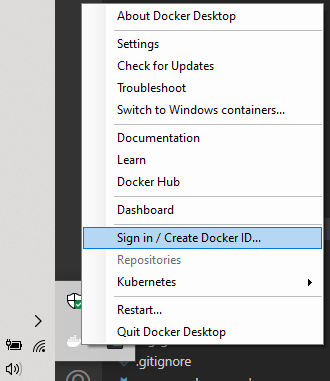 About Docker Desktop
Settings
Check for Updates
Troubleshoot
Switch to Windows containers...
Documentation
Learn
Docker Hub
Dashboard
Sign in / Create Docker ID...
Repositories
Kubernetes
Restart...
Quit Docker Desktop
.gitignore